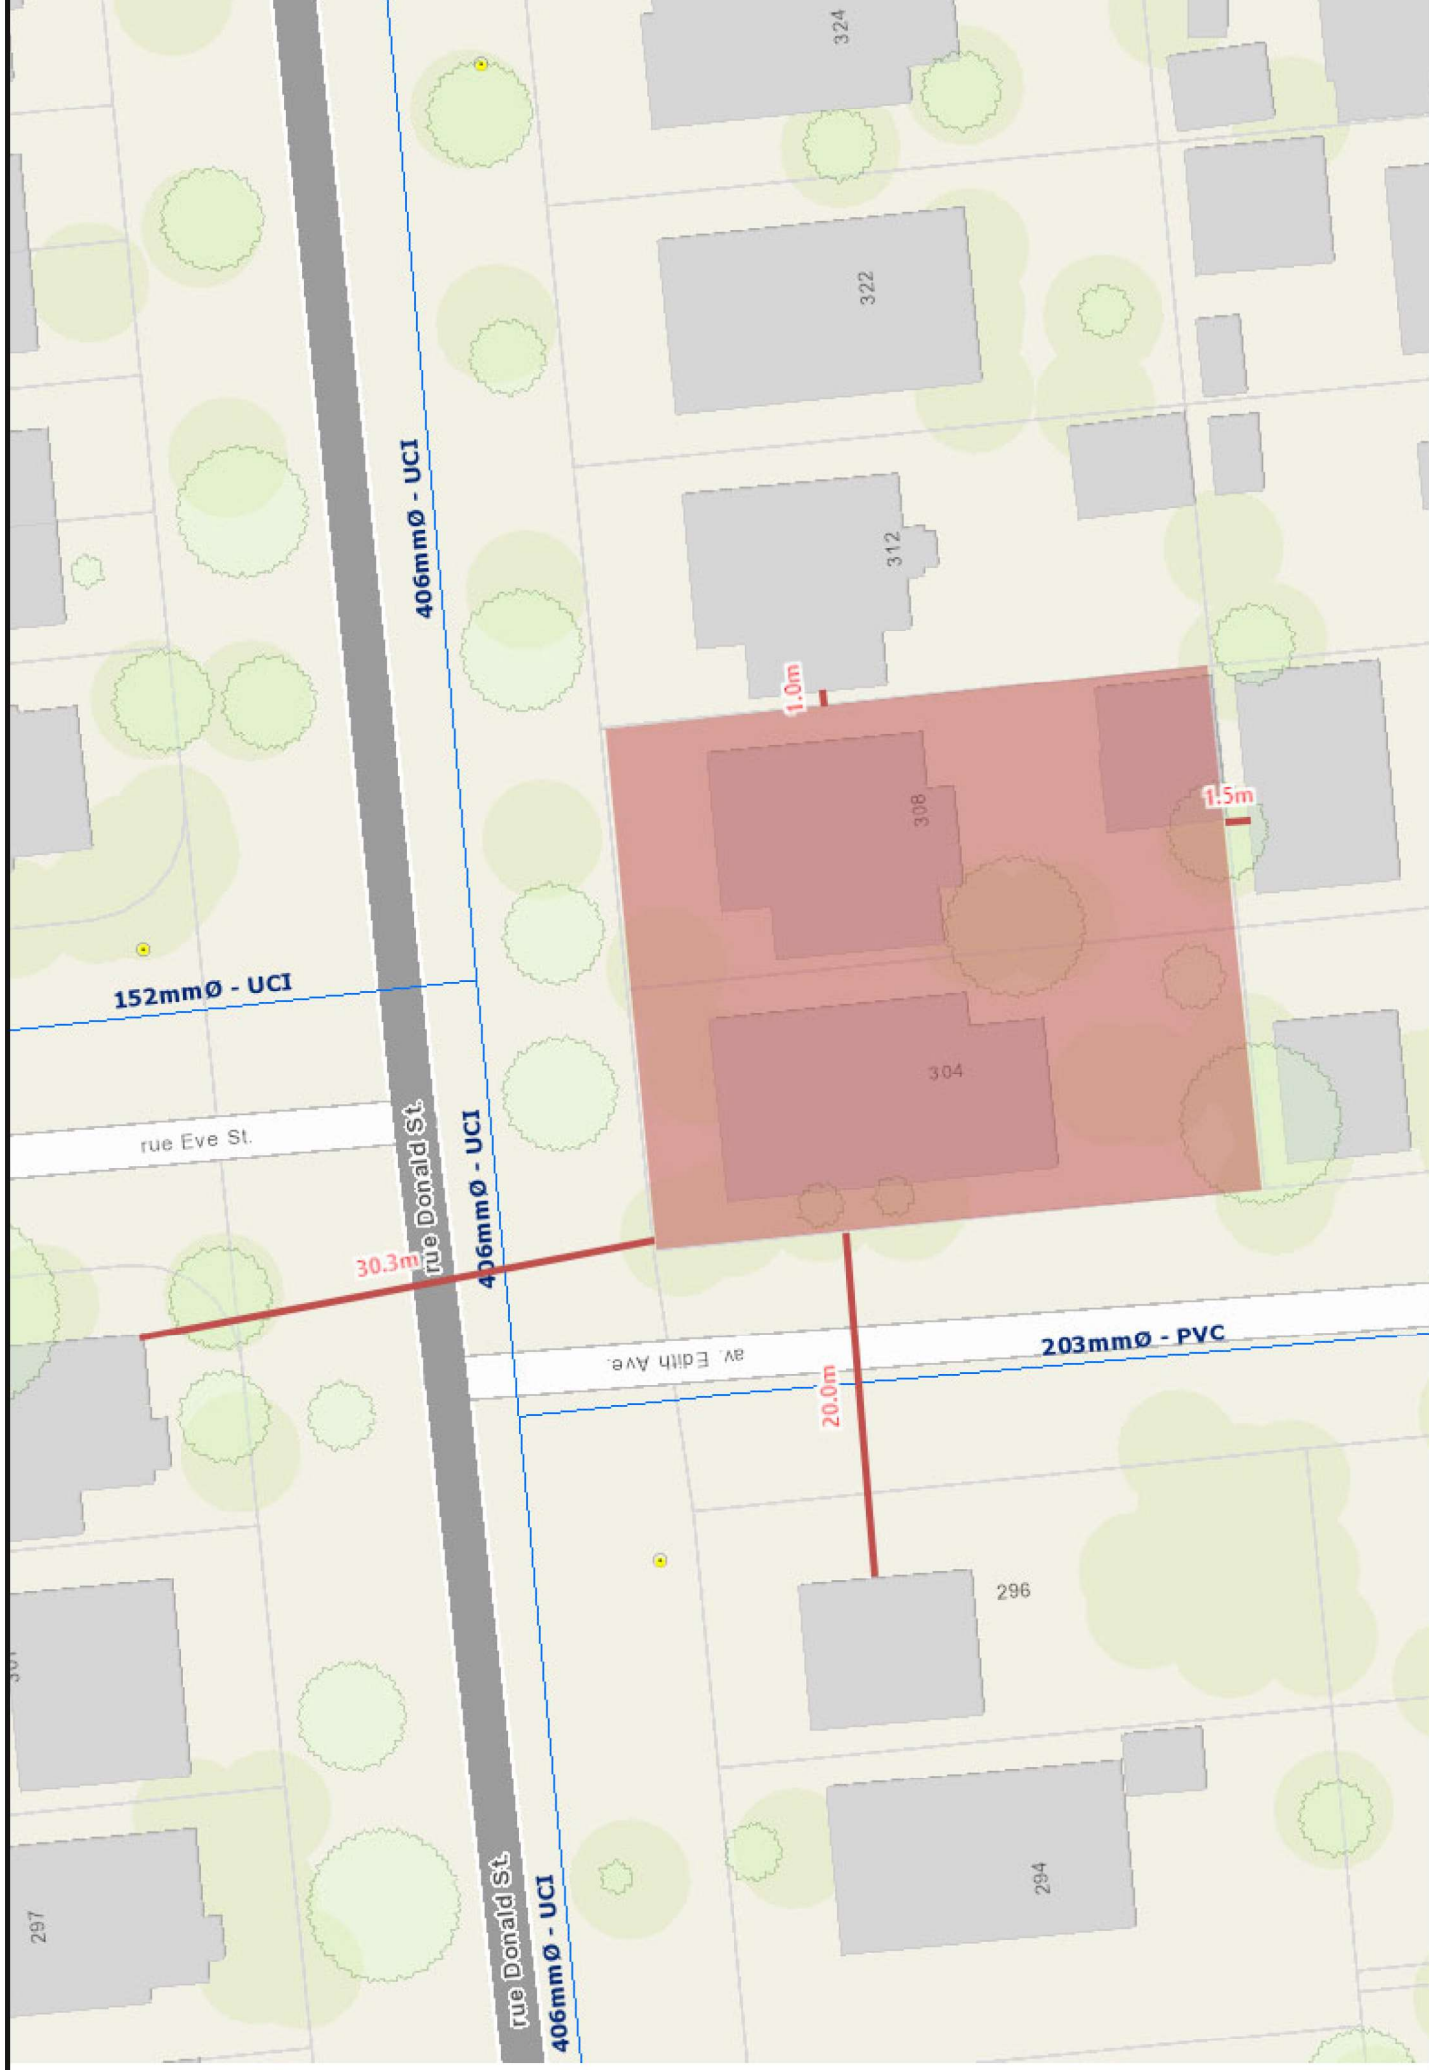 324
322
406mmØ - UCI
312
1.0m
308
1.5m
152mmØ - UCI
304
rue Eve St.
rue Donald St.
406mmØ - UCI
30.3m
av. Edith Ave.
203mmØ - PVC
20.0m
296
294
297
rue Donald St.
406mmØ - UCI